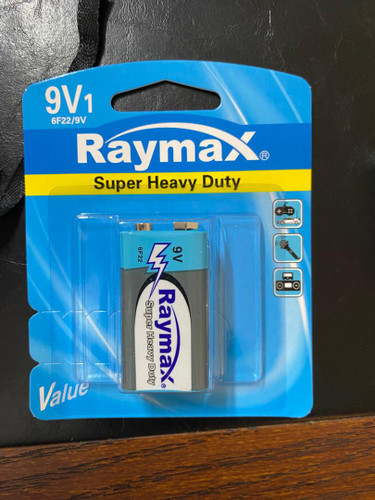 9V1
6F22/9V
Raymax®
Super Heavy Duty
9V
6F22
Raymax
Super Heavy Duty
Value